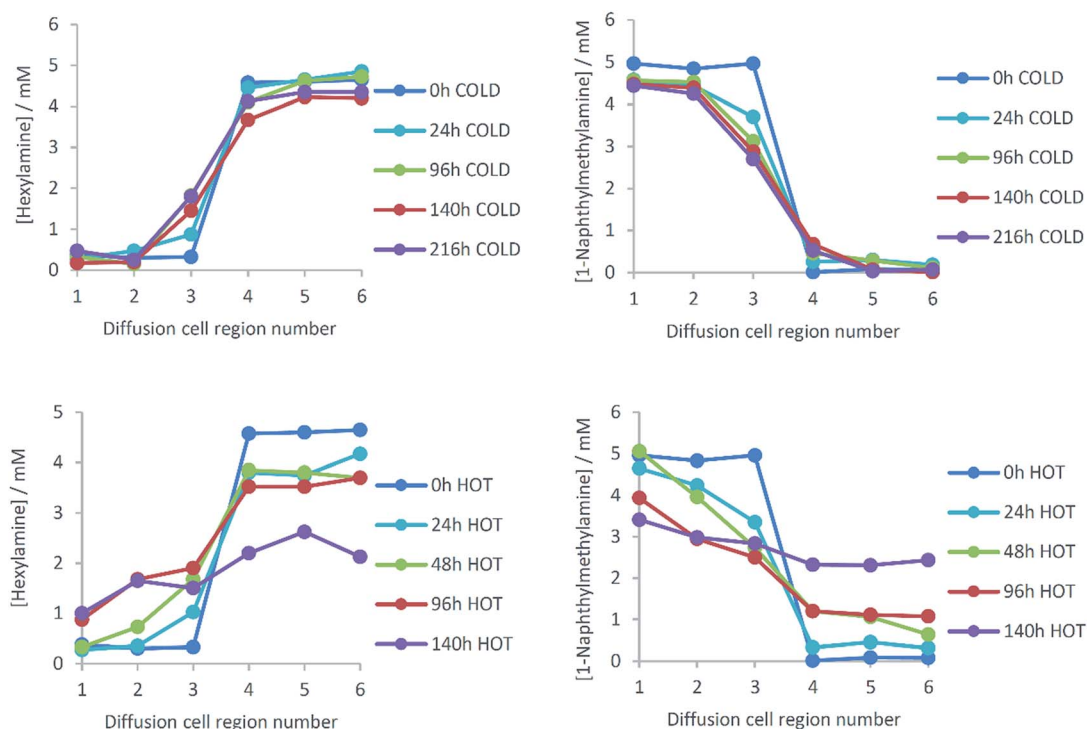 [Hexylamine] / mM
6
5
4
3
2
1
0
1 2 3 4 5 6
Diffusion cell region number
0h COLD
24h COLD
96h COLD
140h COLD
216h COLD
[1-Naphthylmethylamine] / mM
6
5
4
3
2
1
0
1 2 3 4 5 6
Diffusion cell region number
0h COLD
24h COLD
96h COLD
140h COLD
216h COLD
[Hexylamine] / mM
5
4
3
2
1
0
1 2 3 4 5 6
Diffusion cell region number
0h HOT
24h HOT
48h HOT
96h HOT
140h HOT
[1-Naphthylmethylamine] / mM
6
5
4
3
2
1
0
1 2 3 4 5 6
Diffusion cell region number
0h HOT
24h HOT
48h HOT
96h HOT
140h HOT